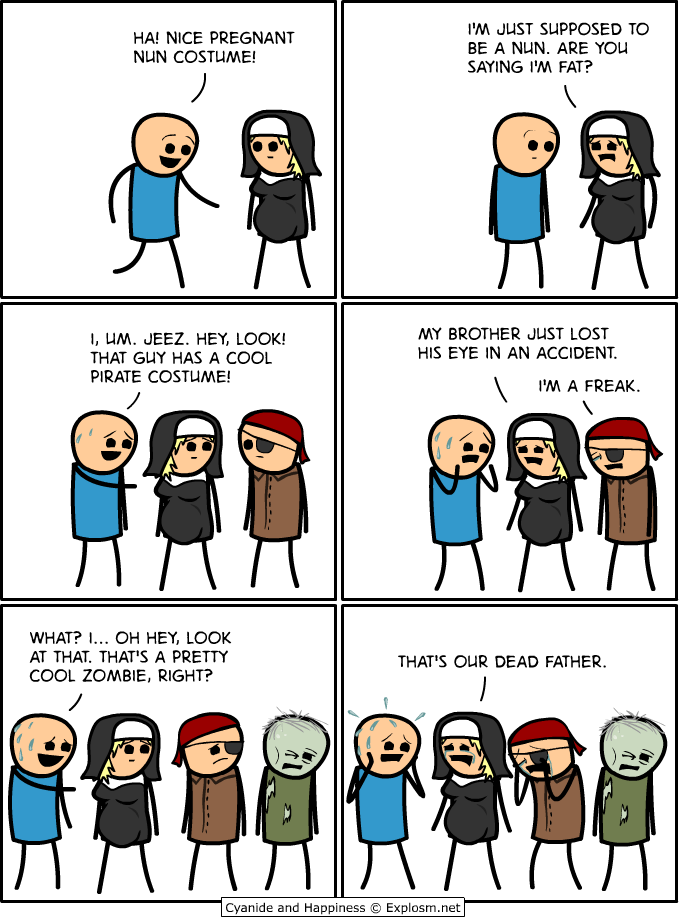 HA! NICE PREGNANT
NUN COSTUME!
I'M JUST SUPPOSED TO
BE A NUN. ARE YOU
SAYING I'M FAT?
I, UM. JEEZ. HEY, LOOK!
THAT GUY HAS A COOL
PIRATE COSTUME!
MY BROTHER JUST LOST
HIS EYE IN AN ACCIDENT.
I'M A FREAK.
WHAT? I... OH HEY, LOOK
AT THAT. THAT'S A PRETTY
COOL ZOMBIE, RIGHT?
THAT'S OUR DEAD FATHER.
Cyanide and Happiness © Explosm.net